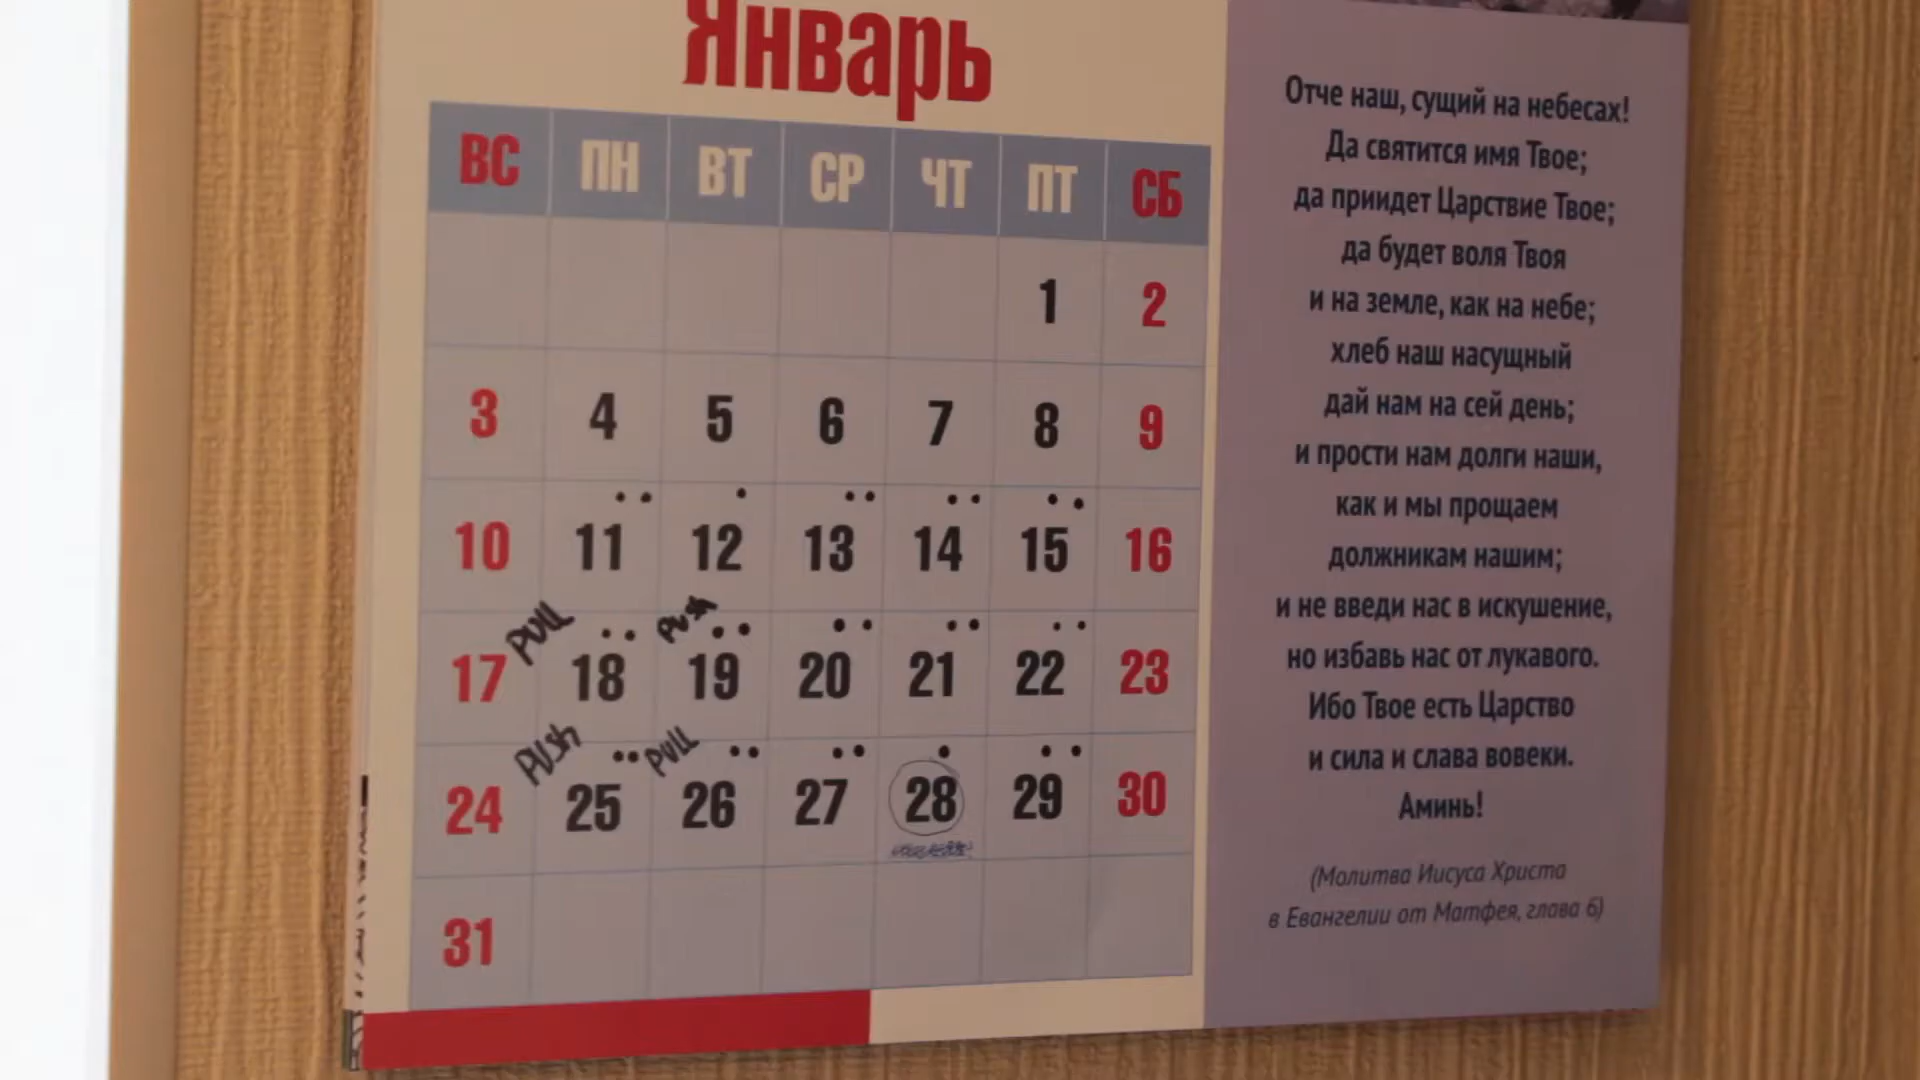 Январь
ВС ПН ВТ СР ЧТ ПТ СБ
1 2
3 4 5 6 7 8 9
10 11 12 13 14 15 16
PULL PUSH
17 18 19 20 21 22 23
PUSH PULL
24 25 26 27 28 29 30
31
Отче наш, сущий на небесах!
Да святится имя Твое;
да приидет Царствие Твое;
да будет воля Твоя
и на земле, как на небе;
хлеб наш насущный
дай нам на сей день;
и прости нам долги наши,
как и мы прощаем
должникам нашим;
и не введи нас в искушение,
но избавь нас от лукавого.
Ибо Твое есть Царство
и сила и слава вовеки.
Аминь!
(Молитва Иисуса Христа
в Евангелии от Матфея, глава 6)